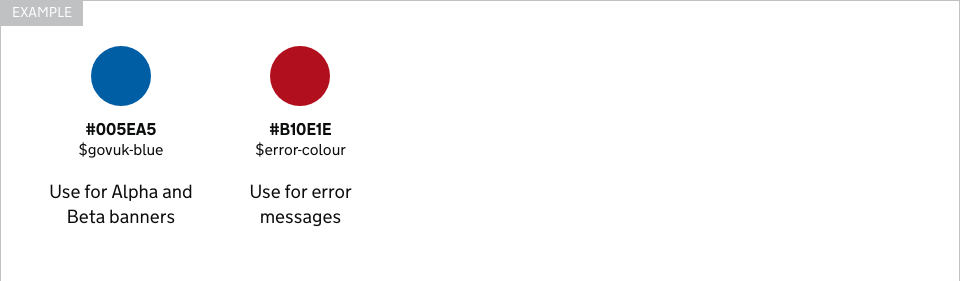 EXAMPLE
#005EA5
$govuk-blue
Use for Alpha and
Beta banners
#B10E1E
$error-colour
Use for error
messages